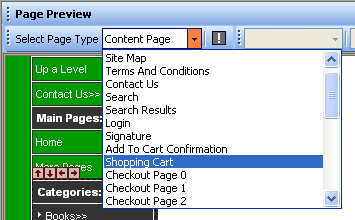 Page Preview
Select Page Type Content Page
Site Map
Terms And Conditions
Contact Us
Search
Search Results
Login
Signature
Add To Cart Confirmation
Shopping Cart
Checkout Page 0
Checkout Page 1
Checkout Page 2
Up a Level
Contact Us>>
Main Pages:
Home
More Pages
Categories:
Books>>